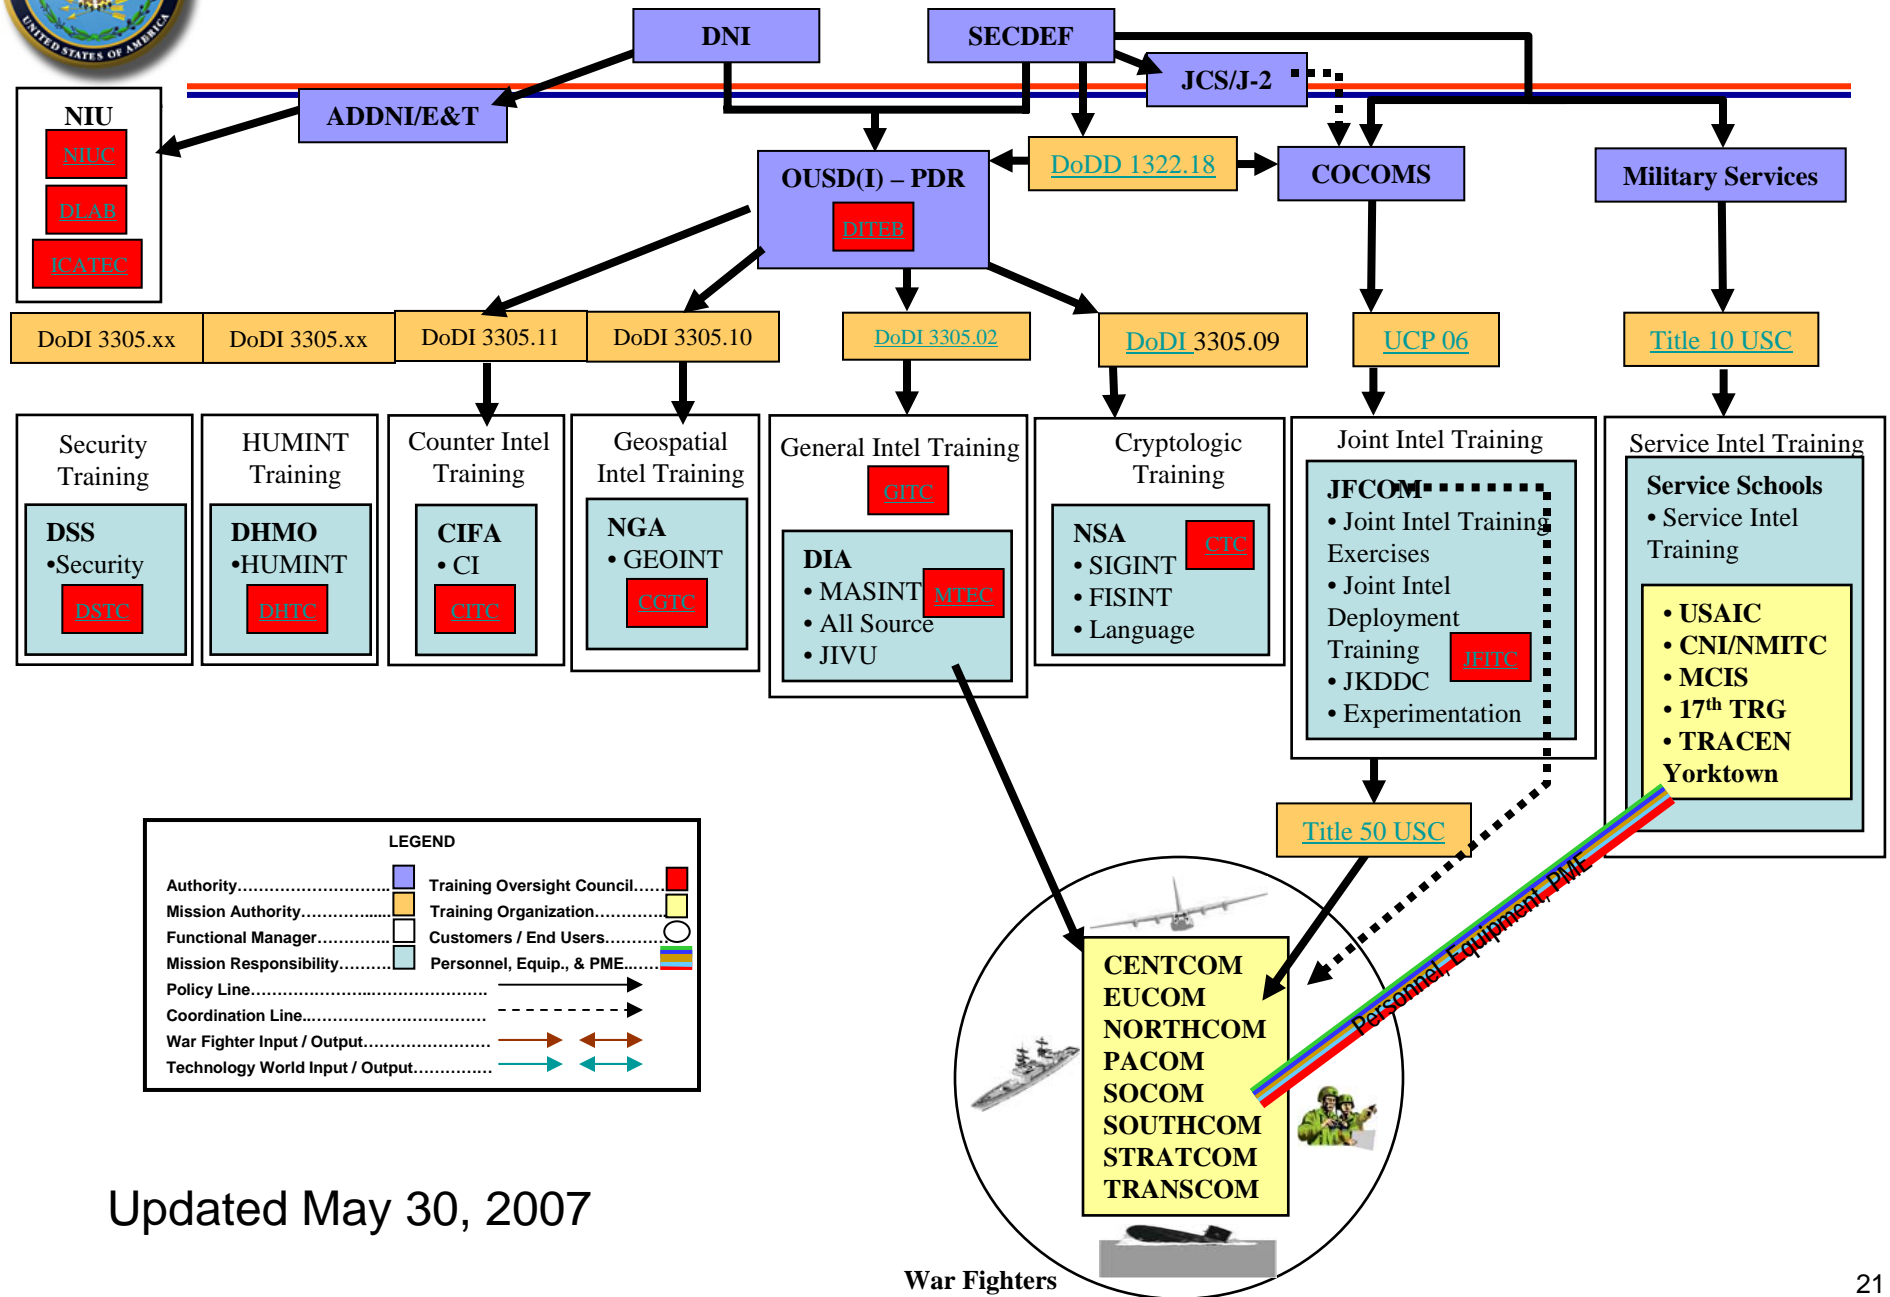 UNITED STATES OF AMERICA
DNI
SECDEF
JCS/J-2
NIU
NIUC
DLAB
ICATEC
ADDNI/E&T
OUSD(I) – PDR
DITEB
DoDD 1322.18
COCOMS
Military Services
DoDI 3305.xx
DoDI 3305.xx
DoDI 3305.11
DoDI 3305.10
DoDI 3305.02
DoDI 3305.09
UCP 06
Title 10 USC
Security
Training
DSS
•Security
DSTC
HUMINT
Training
DHMO
•HUMINT
DHTC
Counter Intel
Training
CIFA
• CI
CITC
Geospatial
Intel Training
NGA
• GEOINT
CGTC
General Intel Training
GITC
DIA
• MASINT
MTEC
• All Source
• JIVU
Cryptologic
Training
NSA
CTC
• SIGINT
• FISINT
• Language
Joint Intel Training
JFCOM
• Joint Intel Training
Exercises
• Joint Intel
Deployment
Training
JFITC
• JKDDC
• Experimentation
Service Intel Training
Service Schools
• Service Intel
Training
• USAIC
• CNI/NMITC
• MCIS
• 17th TRG
• TRACEN
Yorktown
Title 50 USC
Personnel, Equipment, PME
LEGEND
Authority
Mission Authority
Functional Manager
Mission Responsibility
Policy Line
Coordination Line
War Fighter Input / Output
Technology World Input / Output
Training Oversight Council
Training Organization
Customers / End Users
Personnel, Equip., & PME
CENTCOM
EUCOM
NORTHCOM
PACOM
SOCOM
SOUTHCOM
STRATCOM
TRANSCOM
War Fighters
Updated May 30, 2007
21